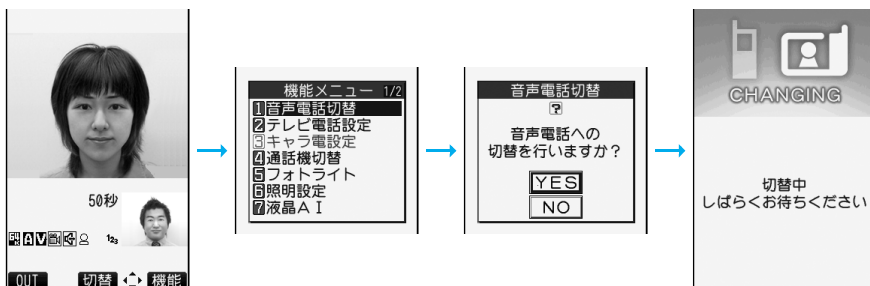 50秒
64K A V
123
OUT 切替 機能
機能メニュー 1/2
1音声電話切替
2テレビ電話設定
3キャラ電設定
4通話機切替
5フォトライト
6照明設定
7液晶AI
音声電話切替
?
音声電話への
切替を行いますか?
YES
NO
CHANGING
切替中
しばらくお待ちください